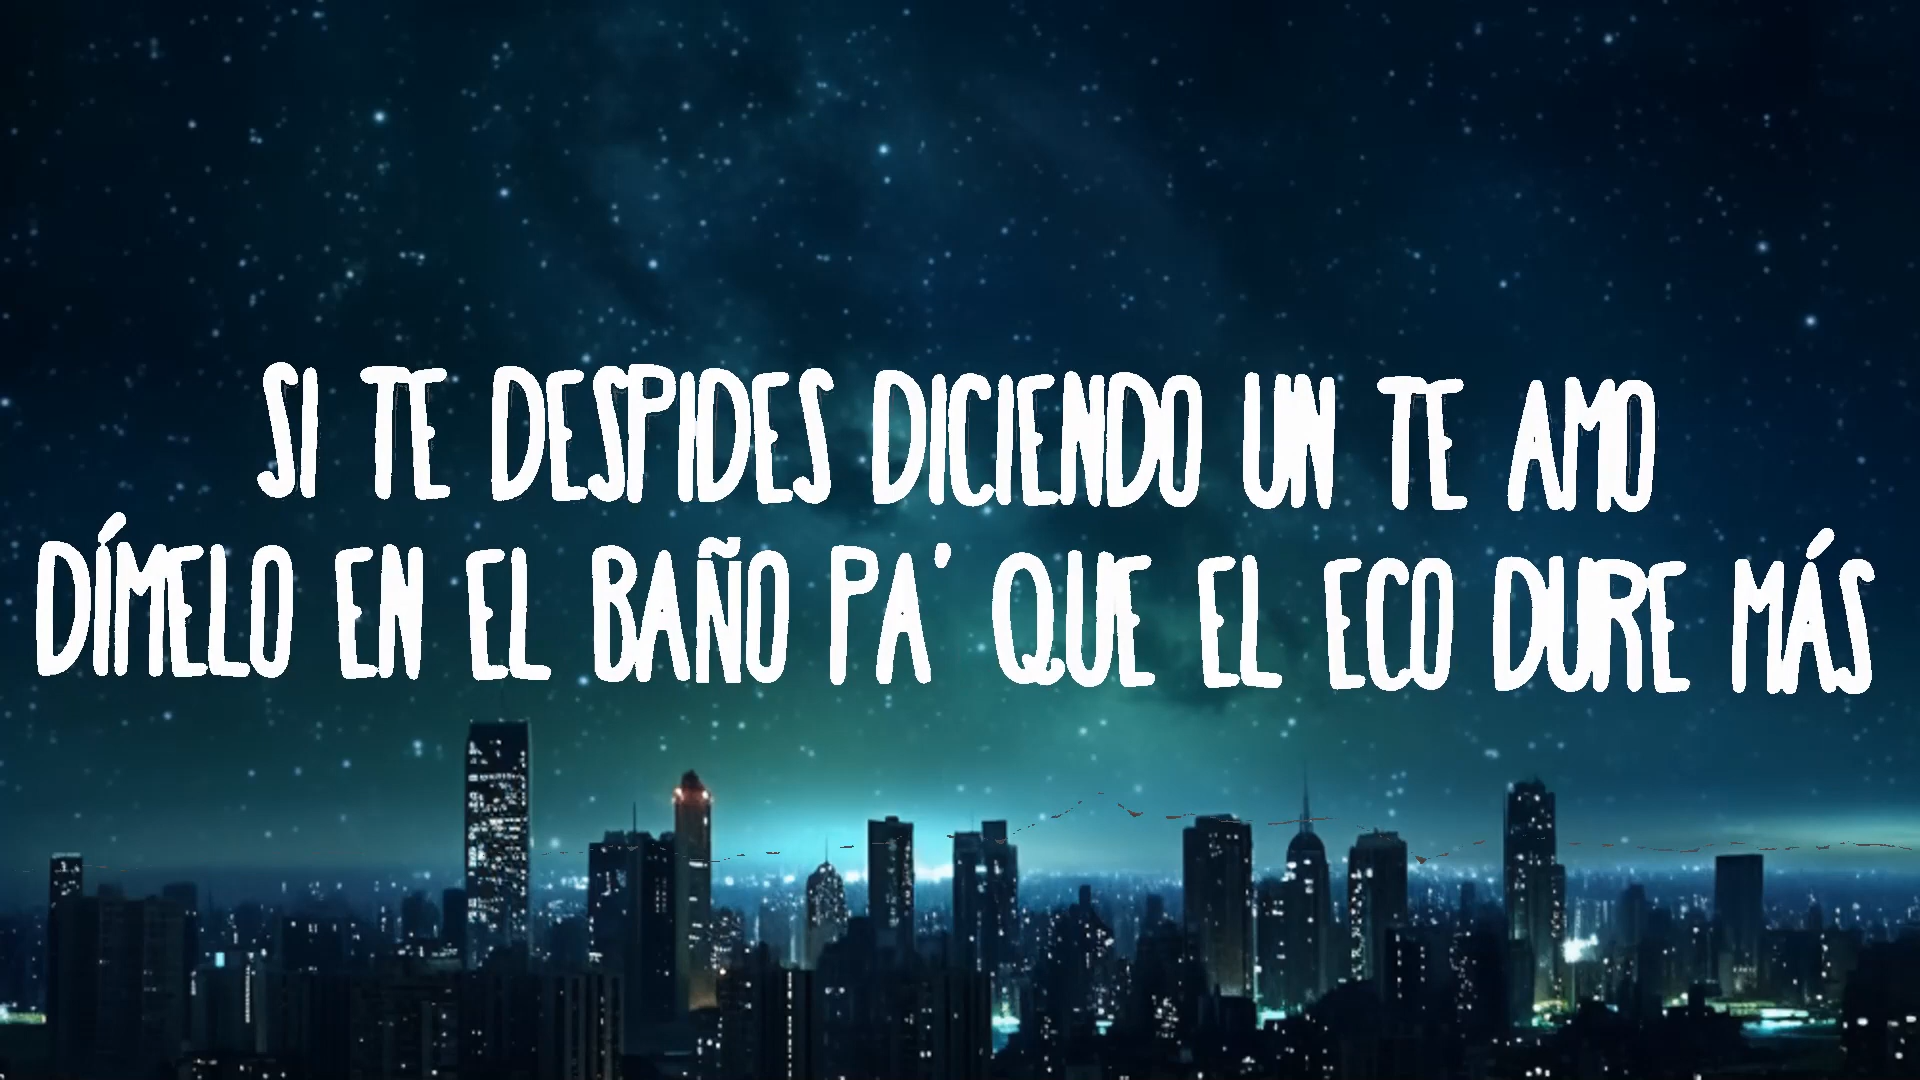 SI TE DESPIDES DICIENDO UN TE AMO
DÍMELO EN EL BAÑO PA' QUE EL ECO DURE MÁS